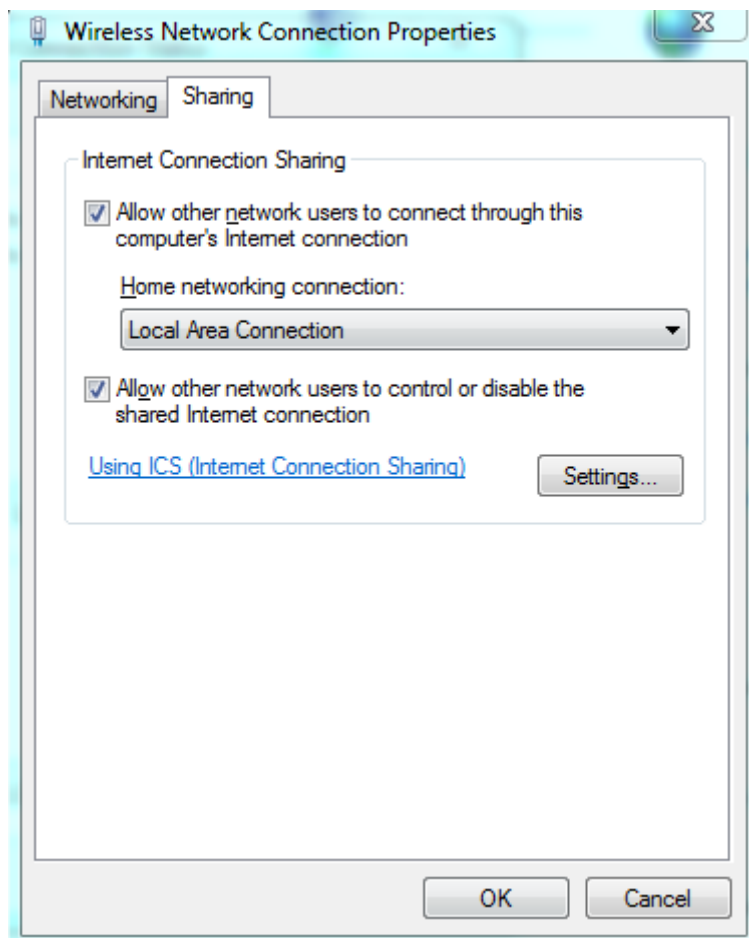 Wireless Network Connection Properties
Networking
Sharing
Internet Connection Sharing
Allow other network users to connect through this
computer's Internet connection
Home networking connection:
Local Area Connection
Allow other network users to control or disable the
shared Internet connection
Using ICS (Internet Connection Sharing)
Settings...
OK
Cancel